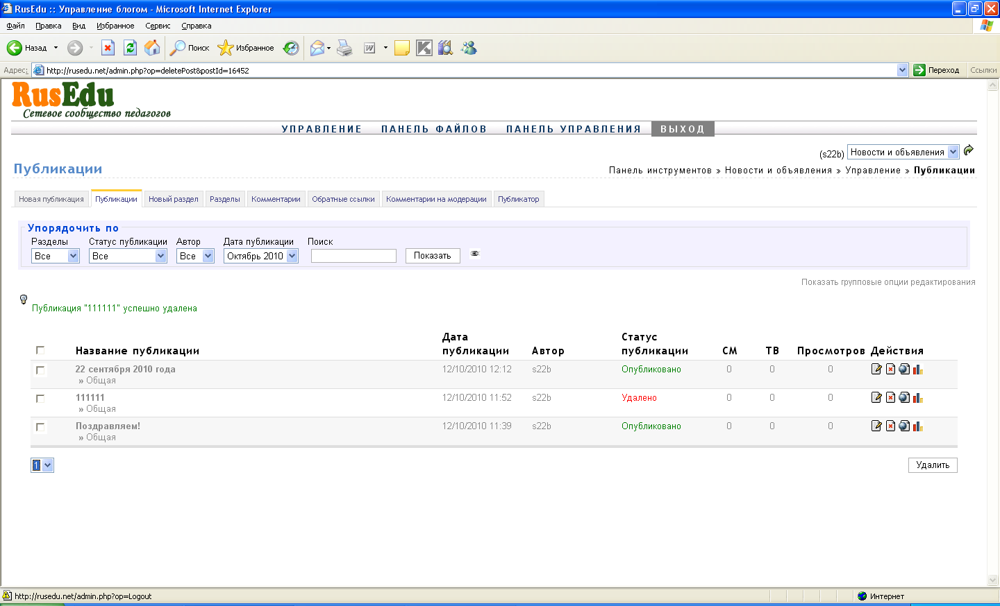 RusEdu :: Управление блогом - Microsoft Internet Explorer
Файл Правка Вид Избранное Сервис Справка
Назад Поиск Избранное
Адрес: http://rusedu.net/admin.php?op=deletePost&postId=16452 Переход Ссылки
RusEdu
Сетевое сообщество педагогов
УПРАВЛЕНИЕ ПАНЕЛЬ ФАЙЛОВ ПАНЕЛЬ УПРАВЛЕНИЯ ВЫХОД
(s22b) Новости и объявления
Публикации
Панель инструментов » Новости и объявления » Управление » Публикации
Новая публикация Публикации Новый раздел Разделы Комментарии Обратные ссылки Комментарии на модерации Публикатор
Упорядочить по
Разделы Статус публикации Автор Дата публикации Поиск
Все Все Все Октябрь 2010 Показать
Показать групповые опции редактирования
Публикация "111111" успешно удалена
Название публикации Дата публикации Автор Статус публикации СМ ТВ Просмотров Действия
22 сентября 2010 года 12/10/2010 12:12 s22b Опубликовано 0 0 0
» Общая
111111 12/10/2010 11:52 s22b Удалено 0 0 0
» Общая
Поздравляем! 12/10/2010 11:39 s22b Опубликовано 0 0 0
» Общая
1 Удалить
http://rusedu.net/admin.php?op=Logout Интернет